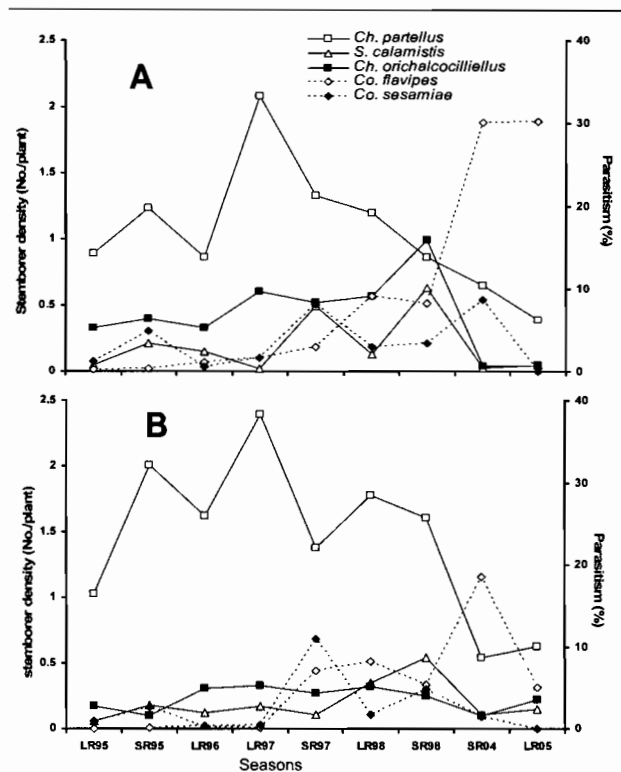 Ch. partellus
S. calamistis
Ch. orichalcocilliellus
Co. flavipes
Co. sesamiae
A
2.5
2
1.5
1
0.5
0
Stemborer density (No./plant)
40
30
20
10
0
Parasitism (%)
B
2.5
2
1.5
1
0.5
0
stemborer density (No./plant)
40
30
20
10
0
Parasitism (%)
LR95 SR95 LR96 LR97 SR97 LR98 SR98 SR04 LR05
Seasons